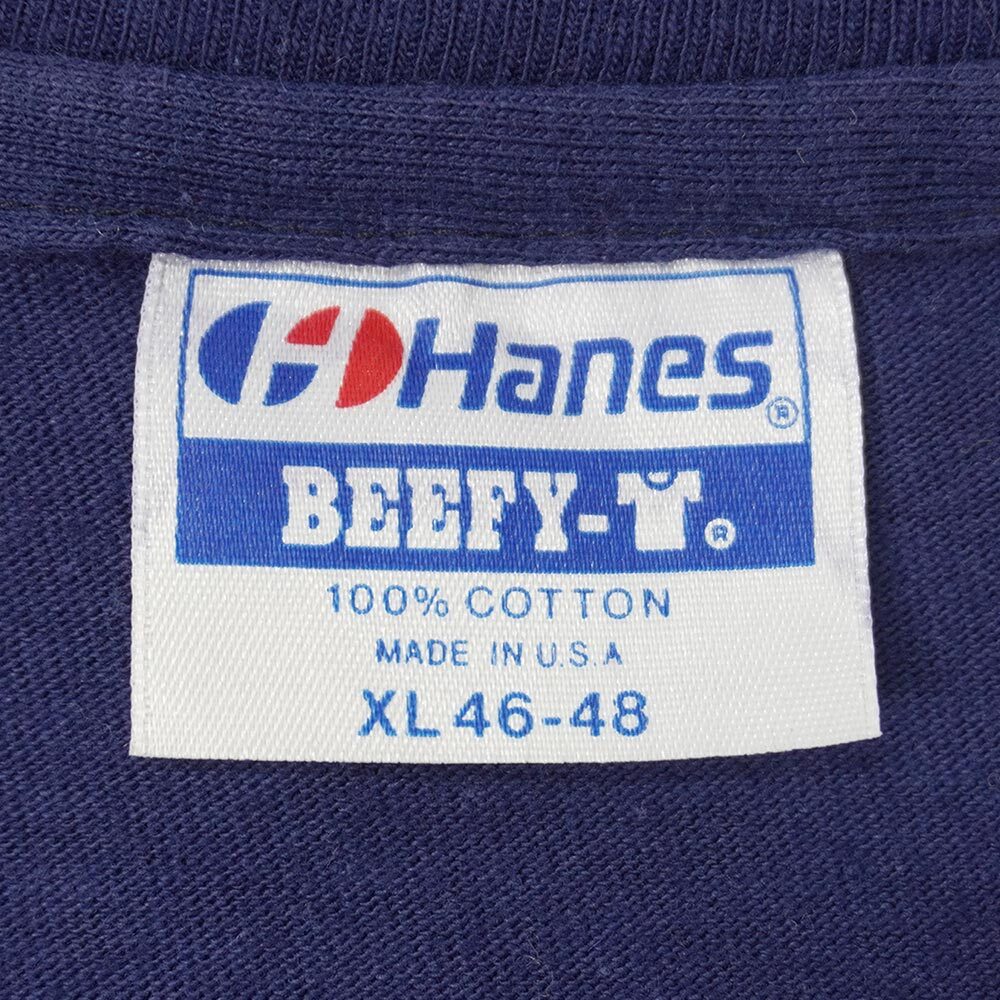 Hanes®
BEEFY-T®
100% COTTON
MADE IN U.S.A
XL 46-48